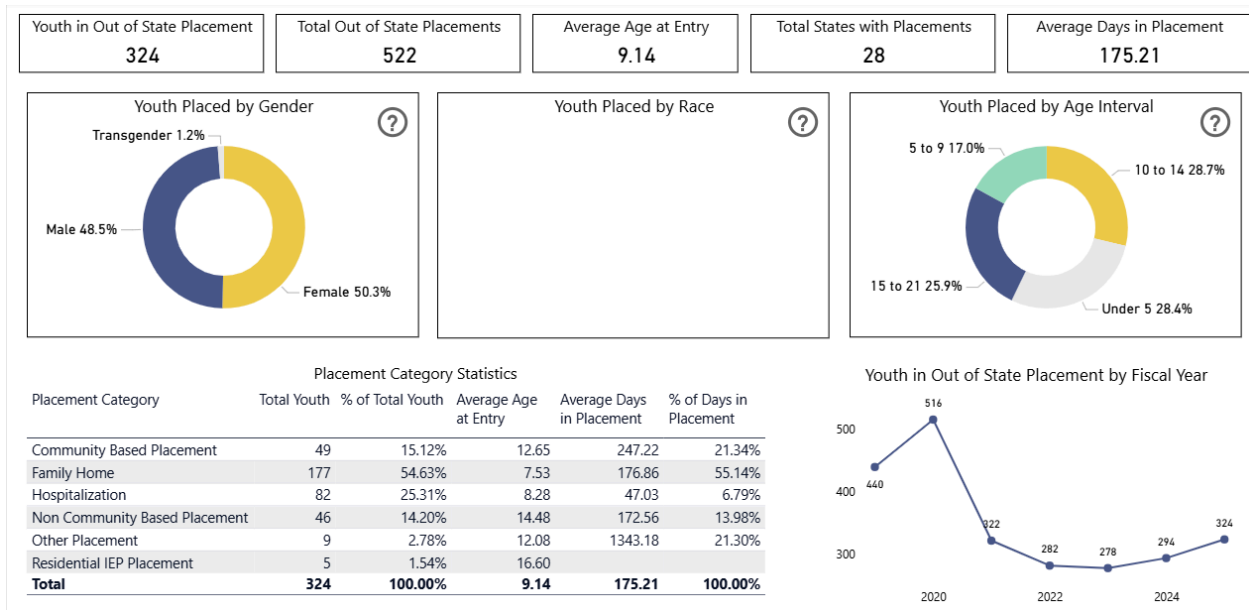 Youth in Out of State Placement
324
Total Out of State Placements
522
Average Age at Entry
9.14
Total States with Placements
28
Average Days in Placement
175.21
Youth Placed by Gender
?
Transgender 1.2%
Male 48.5%
Female 50.3%
Youth Placed by Race
?
Youth Placed by Age Interval
?
5 to 9 17.0%
10 to 14 28.7%
15 to 21 25.9%
Under 5 28.4%
Placement Category Statistics
Placement Category Total Youth % of Total Youth Average Age at Entry Average Days in Placement % of Days in Placement
Community Based Placement 49 15.12% 12.65 247.22 21.34%
Family Home 177 54.63% 7.53 176.86 55.14%
Hospitalization 82 25.31% 8.28 47.03 6.79%
Non Community Based Placement 46 14.20% 14.48 172.56 13.98%
Other Placement 9 2.78% 12.08 1343.18 21.30%
Residential IEP Placement 5 1.54% 16.60
Total 324 100.00% 9.14 175.21 100.00%
Youth in Out of State Placement by Fiscal Year
500
400
300
440
516
322
282
278
294
324
2020 2022 2024